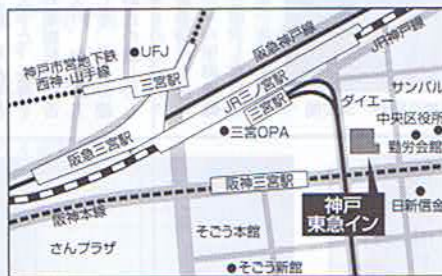 UFJ
神戸市営地下鉄
西神・山手線
三宮駅
阪急神戸線
JR神戸線
JR三ノ宮駅
三宮駅
阪急三宮駅
三宮OPA
ダイエー
サンパル
中央区役所
勤労会館
阪神三宮駅
阪神本線
神戸
東急イン
日新信金
さんプラザ
そごう本館
そごう新館